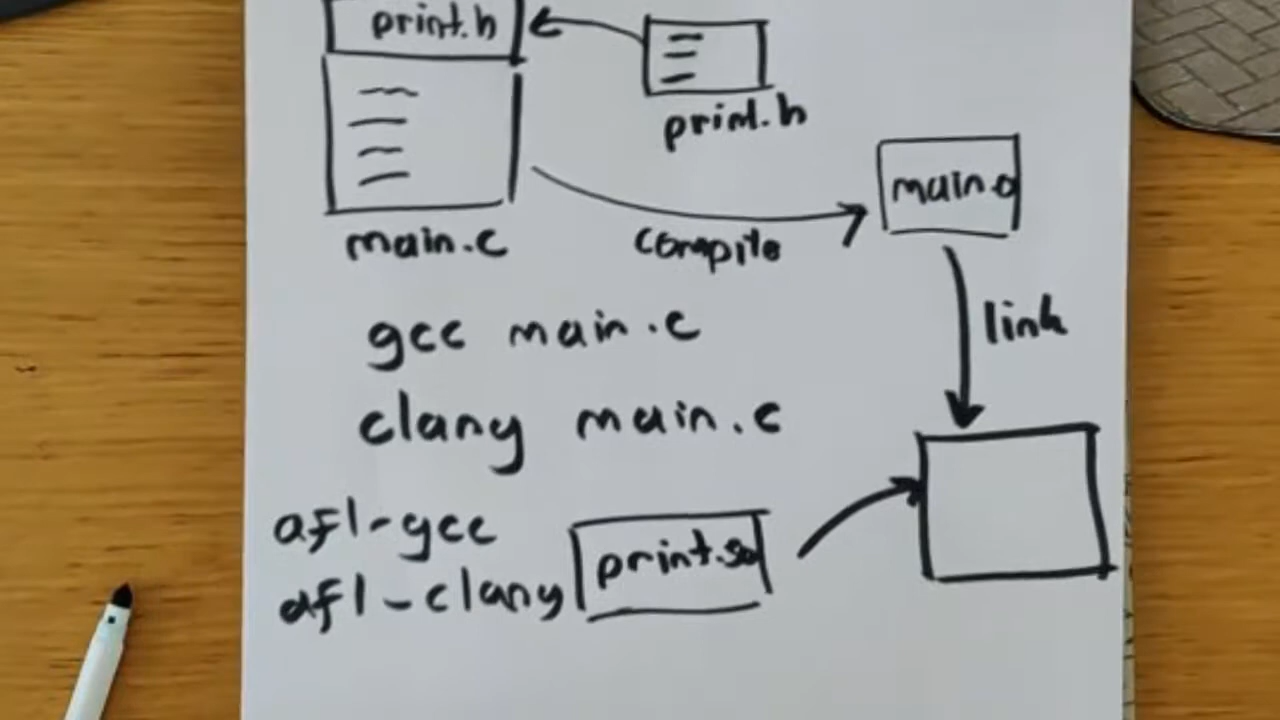 print.h
print.h
main.o
main.c
compile
link
gcc main.c
clang main.c
afl-gcc
print.so
afl-clang